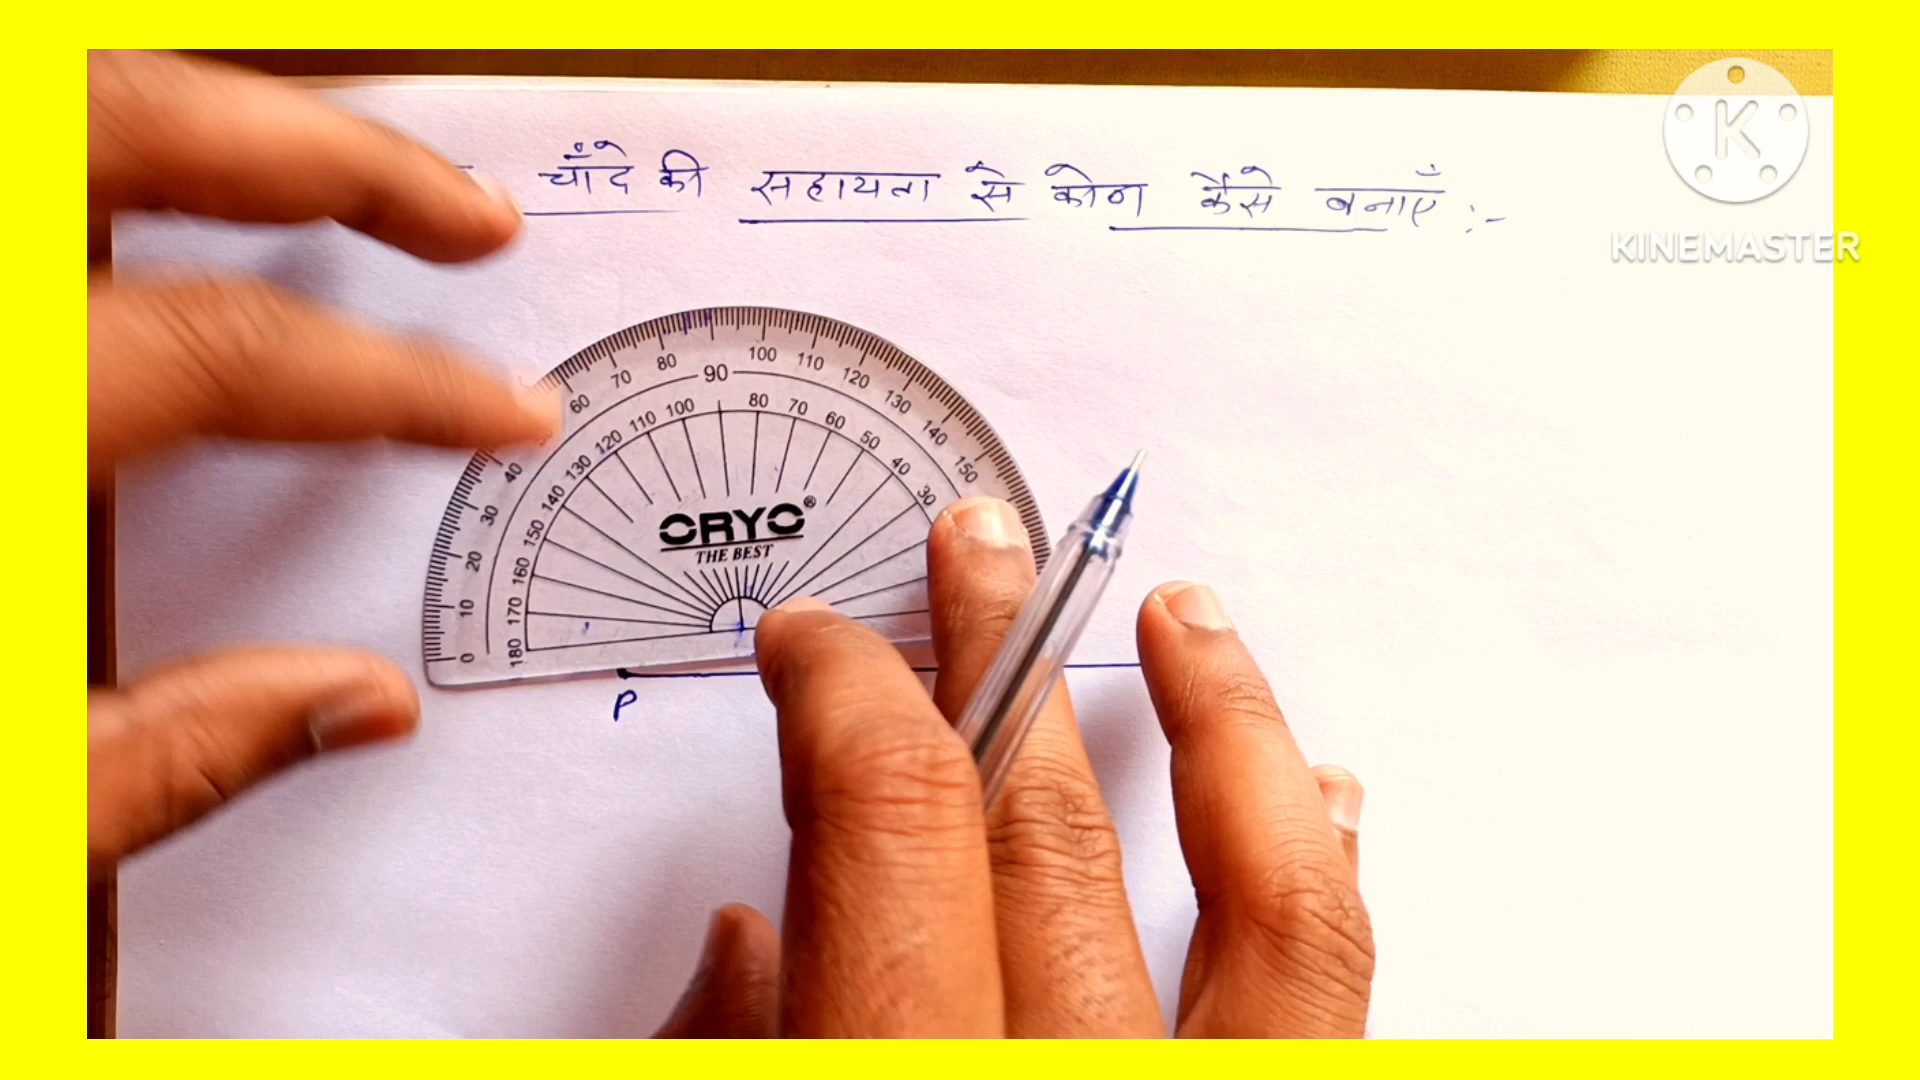 चाँदे की सहायता से कोण कैसे बनाएँ :-
KINEMASTER
60 70 80 90 100 110 120 130 140 150
40 30 20 10 0
180 170 160 150 140 130 120 110 100 80 70 60 50 40 30
ORYO®
THE BEST
P